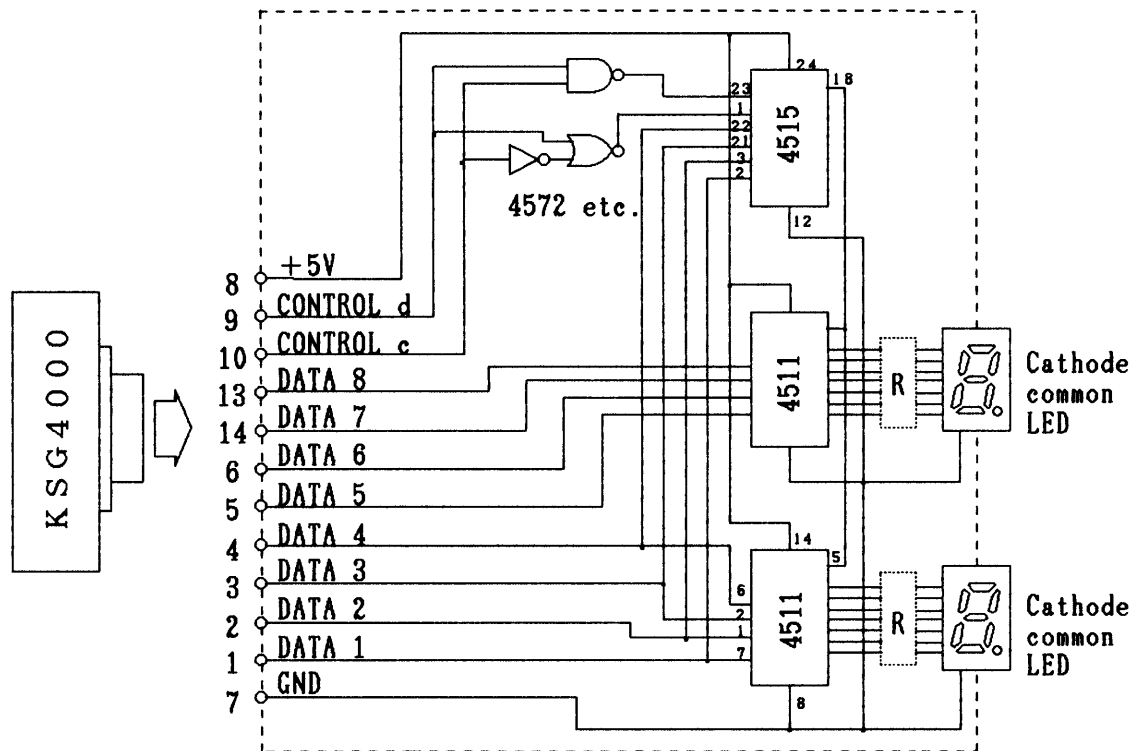 24
18
23
1
22
21
3
2
4515
12
4572 etc.
8 +5V
9 CONTROL d
10 CONTROL c
13 DATA 8
14 DATA 7
6 DATA 6
5 DATA 5
4 DATA 4
3 DATA 3
2 DATA 2
1 DATA 1
7 GND
KSG4000
4511
R
Cathode
common
LED
14
5
6
2
1
7
4511
8
R
Cathode
common
LED